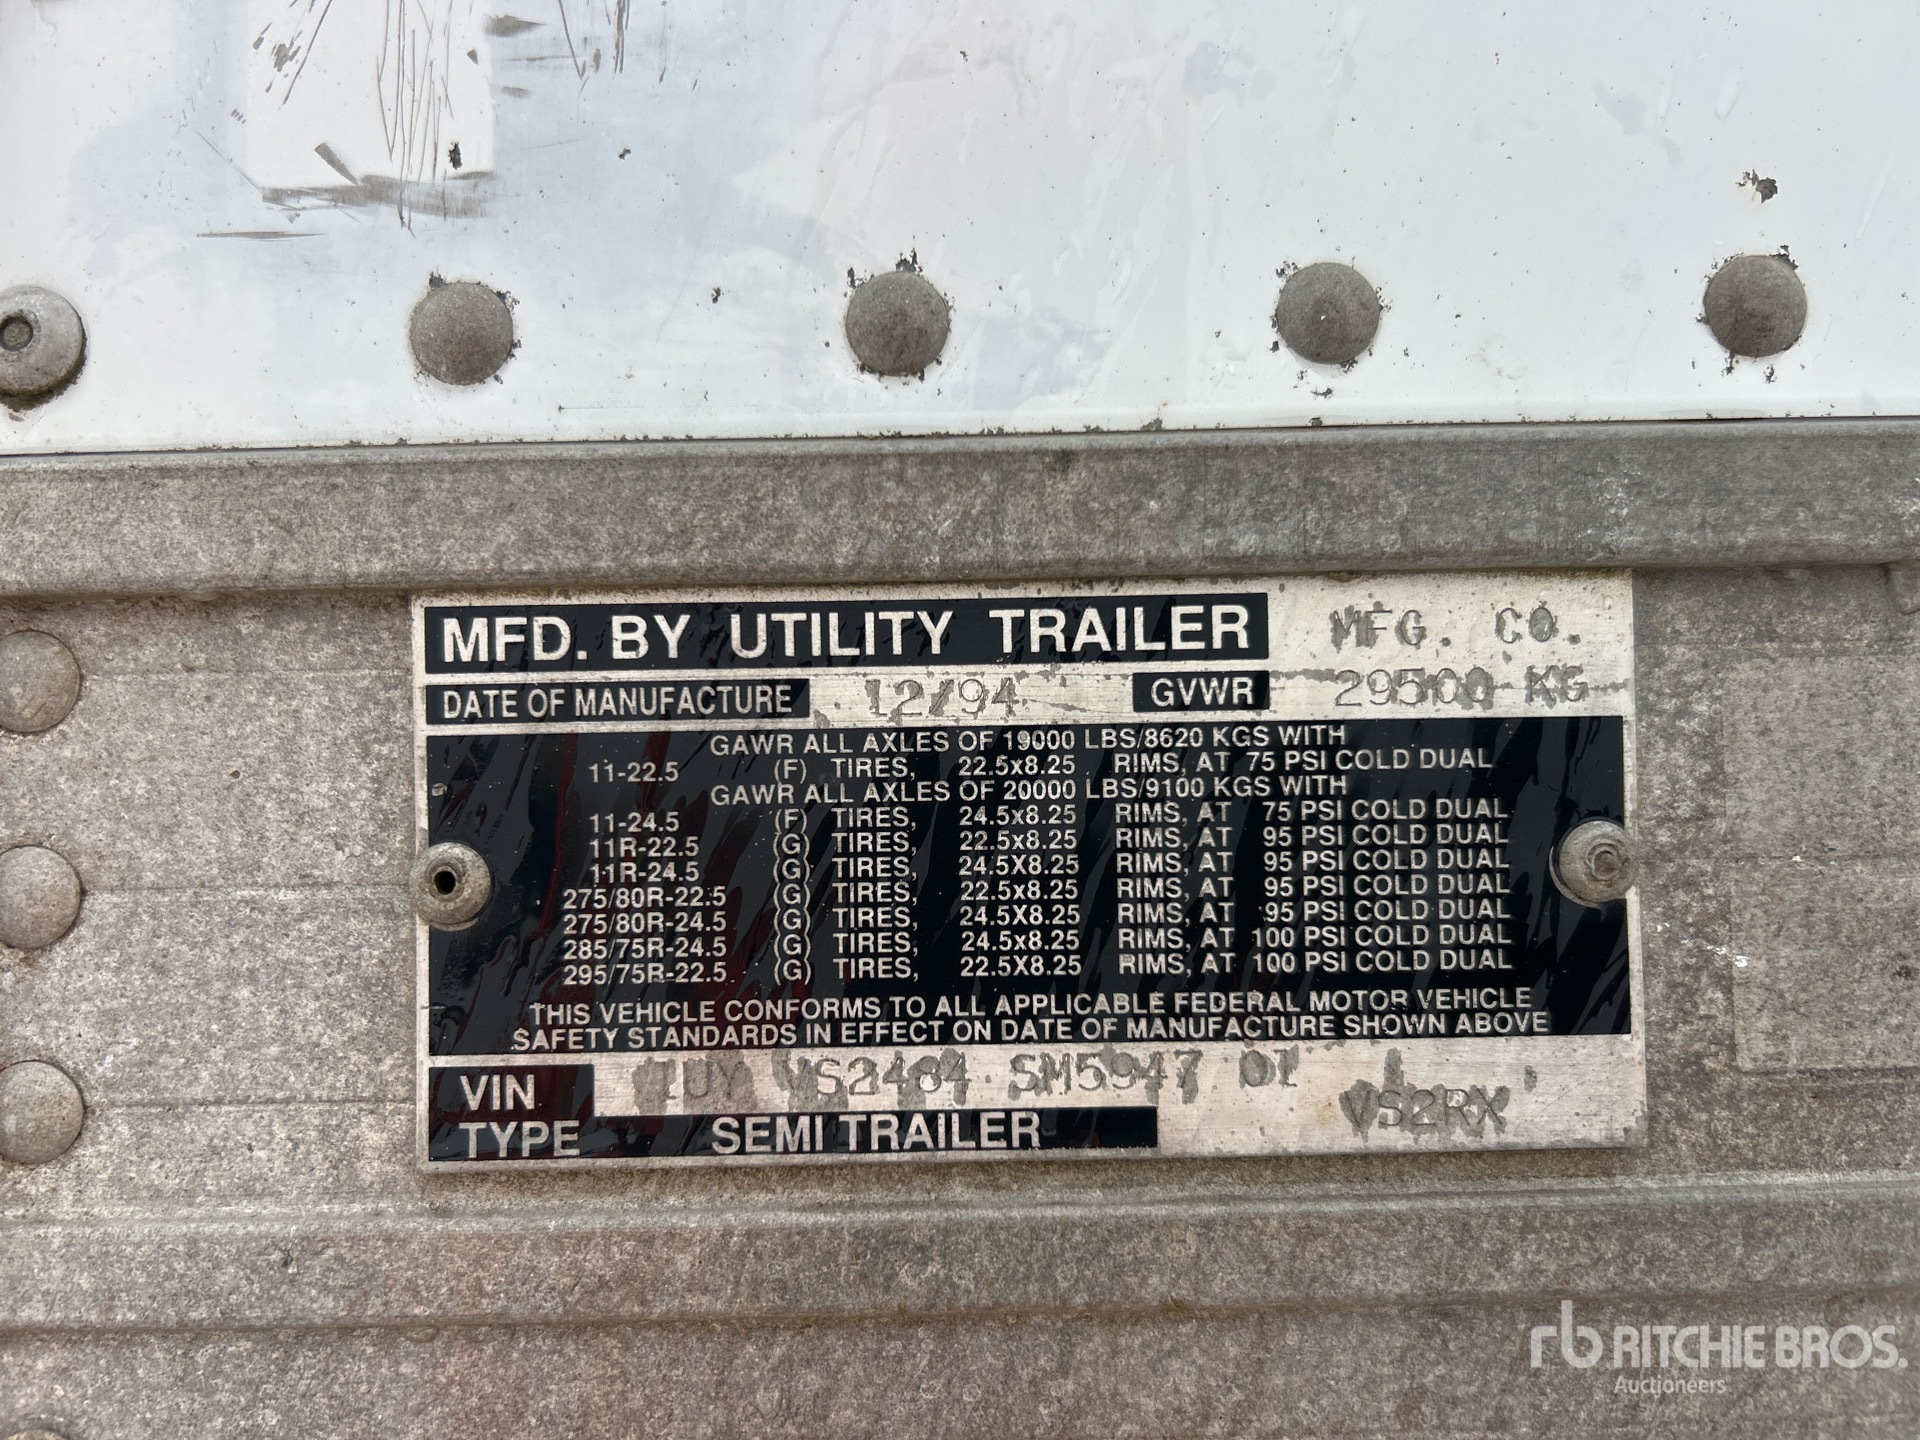 MFD. BY UTILITY TRAILER MFG. CO.
DATE OF MANUFACTURE 12/94 GVWR 29500 KG
GAWR ALL AXLES OF 19000 LBS/8620 KGS WITH
11-22.5 (F) TIRES, 22.5x8.25 RIMS, AT 75 PSI COLD DUAL
GAWR ALL AXLES OF 20000 LBS/9100 KGS WITH
11-24.5 (F) TIRES, 24.5x8.25 RIMS, AT 75 PSI COLD DUAL
11R-22.5 (G) TIRES, 22.5x8.25 RIMS, AT 95 PSI COLD DUAL
11R-24.5 (G) TIRES, 24.5X8.25 RIMS, AT 95 PSI COLD DUAL
275/80R-22.5 (G) TIRES, 22.5x8.25 RIMS, AT 95 PSI COLD DUAL
275/80R-24.5 (G) TIRES, 24.5X8.25 RIMS, AT 95 PSI COLD DUAL
285/75R-24.5 (G) TIRES, 24.5x8.25 RIMS, AT 100 PSI COLD DUAL
295/75R-22.5 (G) TIRES, 22.5X8.25 RIMS, AT 100 PSI COLD DUAL
THIS VEHICLE CONFORMS TO ALL APPLICABLE FEDERAL MOTOR VEHICLE
SAFETY STANDARDS IN EFFECT ON DATE OF MANUFACTURE SHOWN ABOVE
VIN 1UY VS2484 SM5947 01
TYPE SEMI TRAILER VS2RX
rb RITCHIE BROS.
Auctioneers